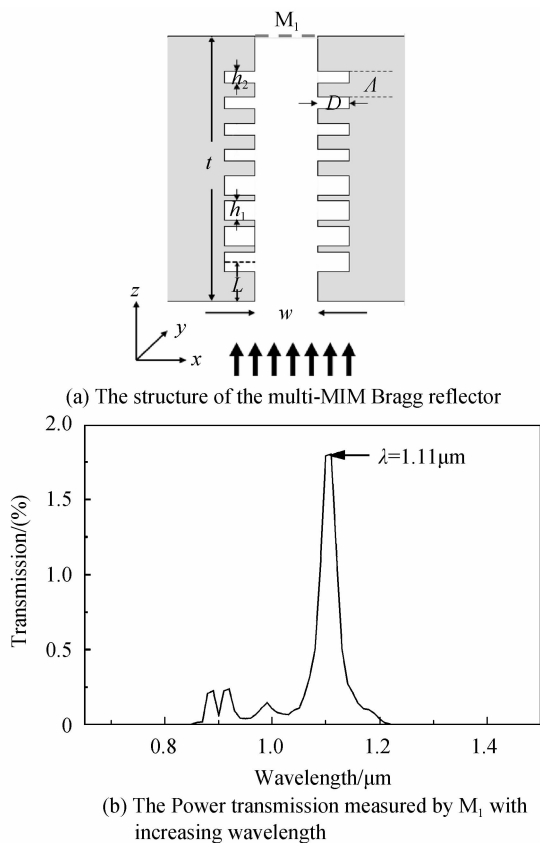 M1
h2
Λ
D
t
h1
L
z
y
x
w
(a) The structure of the multi-MIM Bragg reflector
2.0
λ=1.11μm
1.5
Transmission/(%)
1.0
0.5
0
0.8 1.0 1.2 1.4
Wavelength/μm
(b) The Power transmission measured by M1 with
increasing wavelength